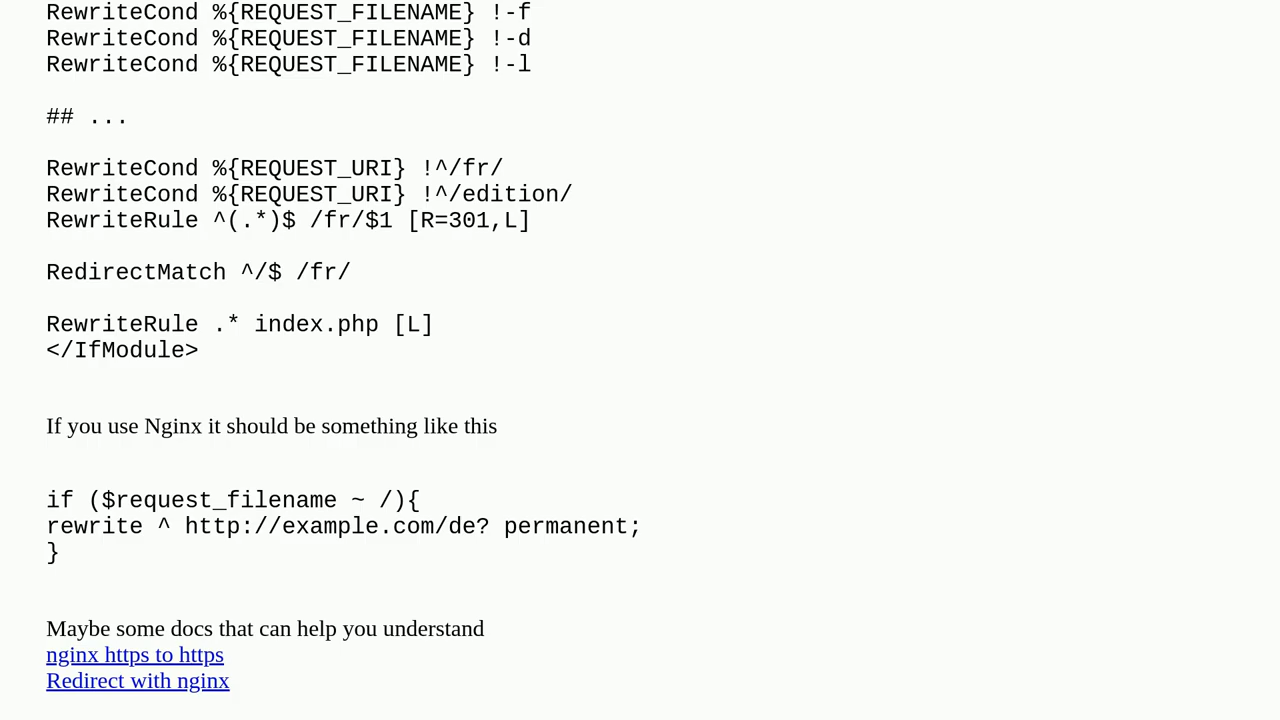 RewriteCond %{REQUEST_FILENAME} !-f
RewriteCond %{REQUEST_FILENAME} !-d
RewriteCond %{REQUEST_FILENAME} !-l
## ...
RewriteCond %{REQUEST_URI} !^/fr/
RewriteCond %{REQUEST_URI} !^/edition/
RewriteRule ^(.*)$ /fr/$1 [R=301,L]
RedirectMatch ^/$ /fr/
RewriteRule .* index.php [L]
</IfModule>
If you use Nginx it should be something like this
if ($request_filename ~ /){
rewrite ^ http://example.com/de? permanent;
}
Maybe some docs that can help you understand
nginx https to https
Redirect with nginx